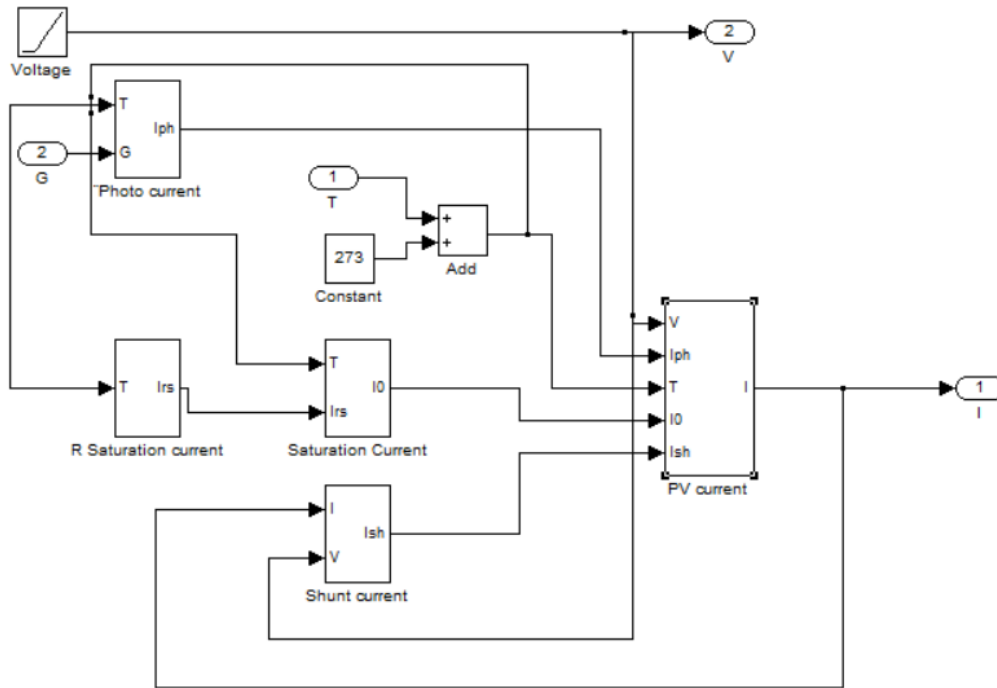 Voltage
2
V
T
Iph
G
2
G
Photo current
1
T
+
+
Add
273
Constant
V
Iph
T
I0
Ish
I
PV current
1
I
T
Irs
R Saturation current
T
Irs
I0
Saturation Current
I
V
Ish
Shunt current